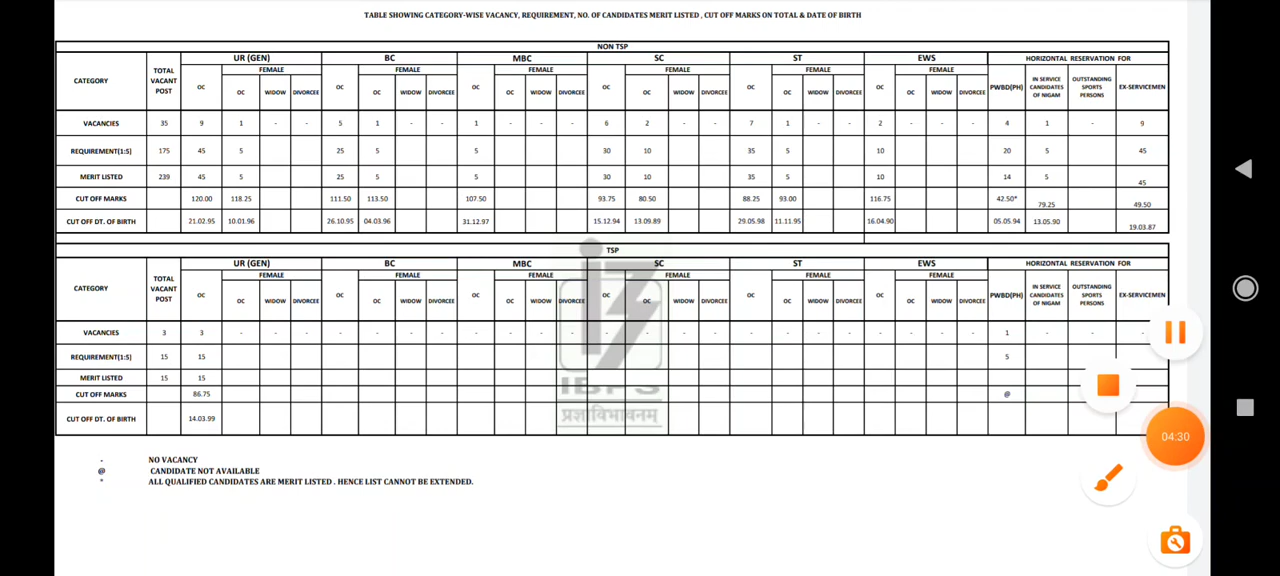 TABLE SHOWING CATEGORY-WISE VACANCY, REQUIREMENT, NO. OF CANDIDATES MERIT LISTED , CUT OFF MARKS ON TOTAL & DATE OF BIRTH
NON TSP
CATEGORY TOTAL VACANT POST UR (GEN) BC MBC SC ST EWS HORIZONTAL RESERVATION FOR
OC FEMALE OC FEMALE OC FEMALE OC FEMALE OC FEMALE OC FEMALE PWBD(PH) IN SERVICE CANDIDATES OF NIGAM OUTSTANDING SPORTS PERSONS EX-SERVICEMEN
OC WIDOW DIVORCEE OC WIDOW DIVORCEE OC WIDOW DIVORCEE OC WIDOW DIVORCEE OC WIDOW DIVORCEE OC WIDOW DIVORCEE
VACANCIES 35 9 1 - - 5 1 - - 1 - - - 6 2 - - 7 1 - - 2 - - - 4 1 - 9
REQUIREMENT(1:5) 175 45 5 25 5 5 30 10 35 5 10 20 5 45
MERIT LISTED 239 45 5 25 5 5 30 10 35 5 10 14 5 45
CUT OFF MARKS 120.00 118.25 111.50 113.50 107.50 93.75 80.50 88.25 93.00 116.75 42.50* 79.25 49.50
CUT OFF DT. OF BIRTH 21.02.95 10.01.96 26.10.95 04.03.96 31.12.97 15.12.94 13.09.89 29.05.98 11.11.95 16.04.90 05.05.94 13.05.90 19.03.87
TSP
CATEGORY TOTAL VACANT POST UR (GEN) BC MBC SC ST EWS HORIZONTAL RESERVATION FOR
OC FEMALE OC FEMALE OC FEMALE OC FEMALE OC FEMALE OC FEMALE PWBD(PH) IN SERVICE CANDIDATES OF NIGAM OUTSTANDING SPORTS PERSONS EX-SERVICEMEN
OC WIDOW DIVORCEE OC WIDOW DIVORCEE OC WIDOW DIVORCEE OC WIDOW DIVORCEE OC WIDOW DIVORCEE OC WIDOW DIVORCEE
VACANCIES 3 3 - - - - - - - - - - - - - - - - - - - - - - - 1 - - -
REQUIREMENT(1:5) 15 15 5
MERIT LISTED 15 15
CUT OFF MARKS 86.75 @
CUT OFF DT. OF BIRTH 14.03.99
IBPS
प्रज्ञाविभावनम्
04:30
- NO VACANCY
@ CANDIDATE NOT AVAILABLE
* ALL QUALIFIED CANDIDATES ARE MERIT LISTED . HENCE LIST CANNOT BE EXTENDED.